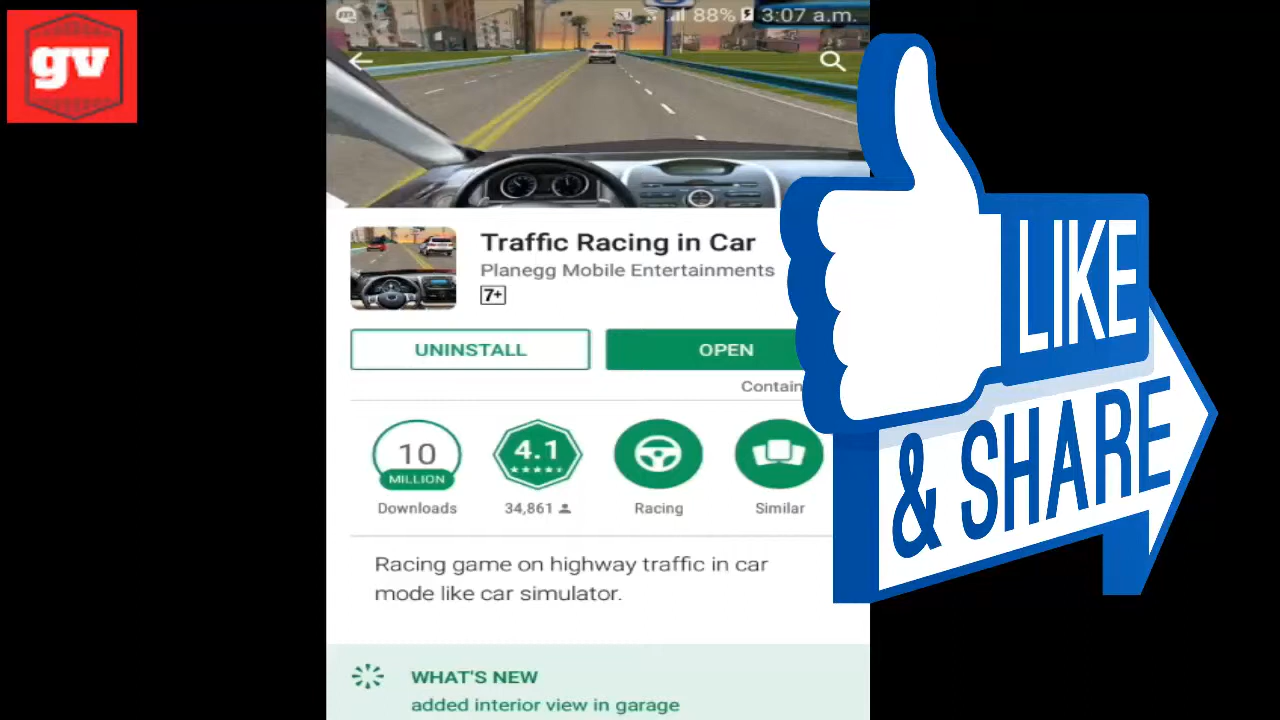 gv
88% 3:07 a.m.
Traffic Racing in Car
Planegg Mobile Entertainments
7+
UNINSTALL
OPEN
Contain
10
MILLION
Downloads
4.1
34,861
Racing
Similar
Racing game on highway traffic in car
mode like car simulator.
WHAT'S NEW
added interior view in garage
LIKE
& SHARE